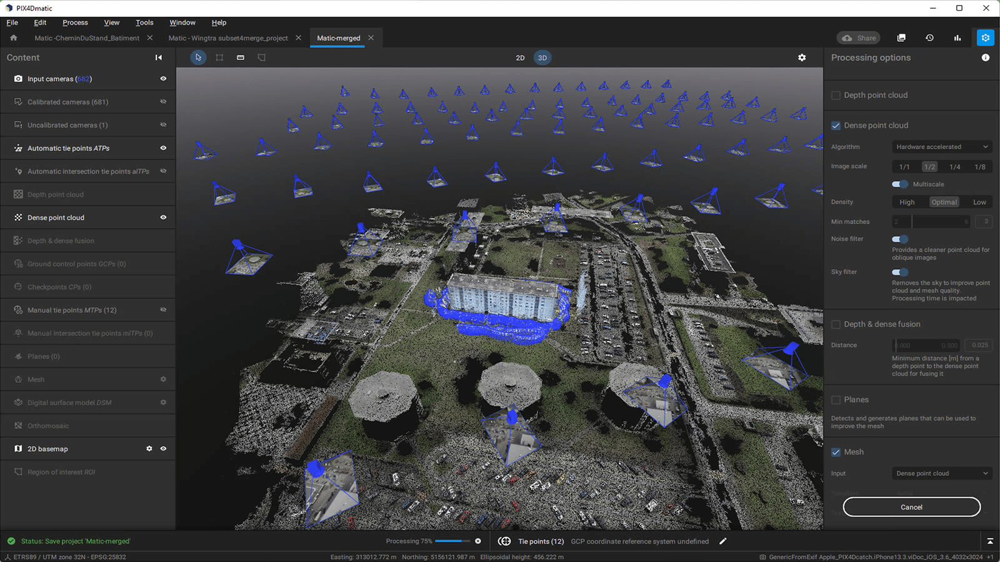 PIX4Dmatic
File Edit Process View Tools Window Help
Matic -CheminDuStand_Batiment
Matic - Wingtra subset4merge_project
Matic-merged
Share
Content
2D 3D
Processing options
Input cameras (682)
Calibrated cameras (681)
Uncalibrated cameras (1)
Automatic tie points ATPs
Automatic intersection tie points aITPs
Depth point cloud
Dense point cloud
Depth & dense fusion
Ground control points GCPs (0)
Checkpoints CPs (0)
Manual tie points MTPs (12)
Manual intersection tie points mITPs (0)
Planes (0)
Mesh
Digital surface model DSM
Orthomosaic
2D basemap
Region of interest ROI
Depth point cloud
Dense point cloud
Algorithm Hardware accelerated
Image scale 1/1 1/2 1/4 1/8
Multiscale
Density High Optimal Low
Min matches 2 6 3
Noise filter
Provides a cleaner point cloud for
oblique images
Sky filter
Removes the sky to improve point
cloud and mesh quality.
Processing time is impacted
Depth & dense fusion
Distance 0.000 0.500 0.025
Minimum distance [m] from a
depth point to the dense point
cloud for fusing it
Planes
Detects and generates planes that can be used to
improve the mesh
Mesh
Input Dense point cloud
Cancel
Status: Save project 'Matic-merged'
Processing 75%
Tie points (12) GCP coordinate reference system undefined
ETRS89 / UTM zone 32N - EPSG:25832
Easting: 313012.772 m Northing: 5156121.987 m Ellipsoidal height: 456.222 m
GenericFromExif Apple_PIX4Dcatch.iPhone13.3.viDoc_iOS_3.6_4032x3024 +1